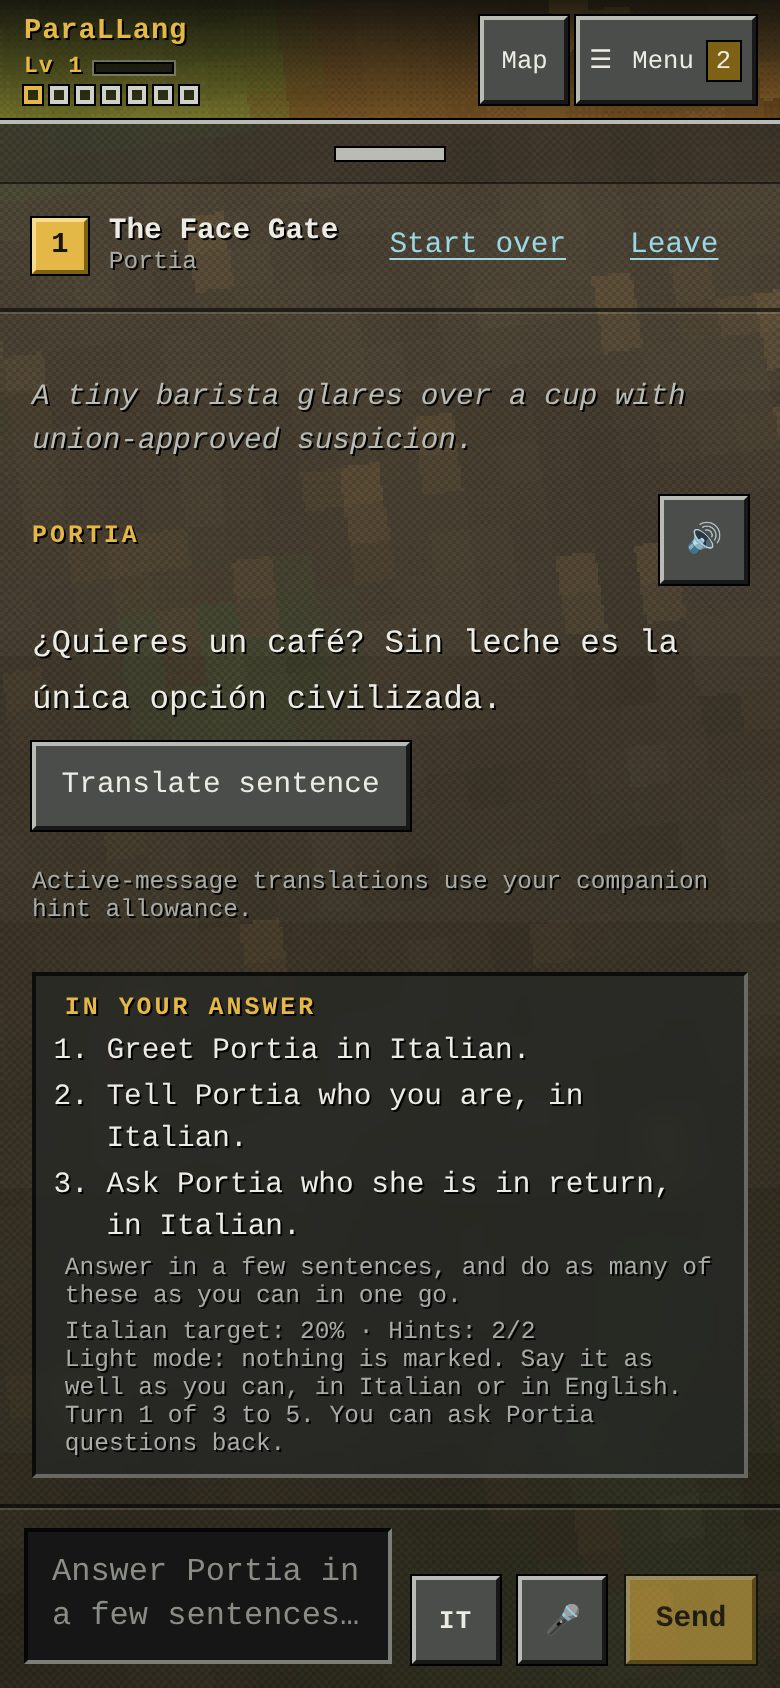 ParaLLang
Lv 1
Map
☰ Menu 2
1
The Face Gate
Portia
Start over
Leave
A tiny barista glares over a cup with
union-approved suspicion.
PORTIA
¿Quieres un café? Sin leche es la
única opción civilizada.
Translate sentence
Active-message translations use your companion
hint allowance.
IN YOUR ANSWER
1. Greet Portia in Italian.
2. Tell Portia who you are, in
Italian.
3. Ask Portia who she is in return,
in Italian.
Answer in a few sentences, and do as many of
these as you can in one go.
Italian target: 20% · Hints: 2/2
Light mode: nothing is marked. Say it as
well as you can, in Italian or in English.
Turn 1 of 3 to 5. You can ask Portia
questions back.
Answer Portia in
a few sentences…
IT
Send